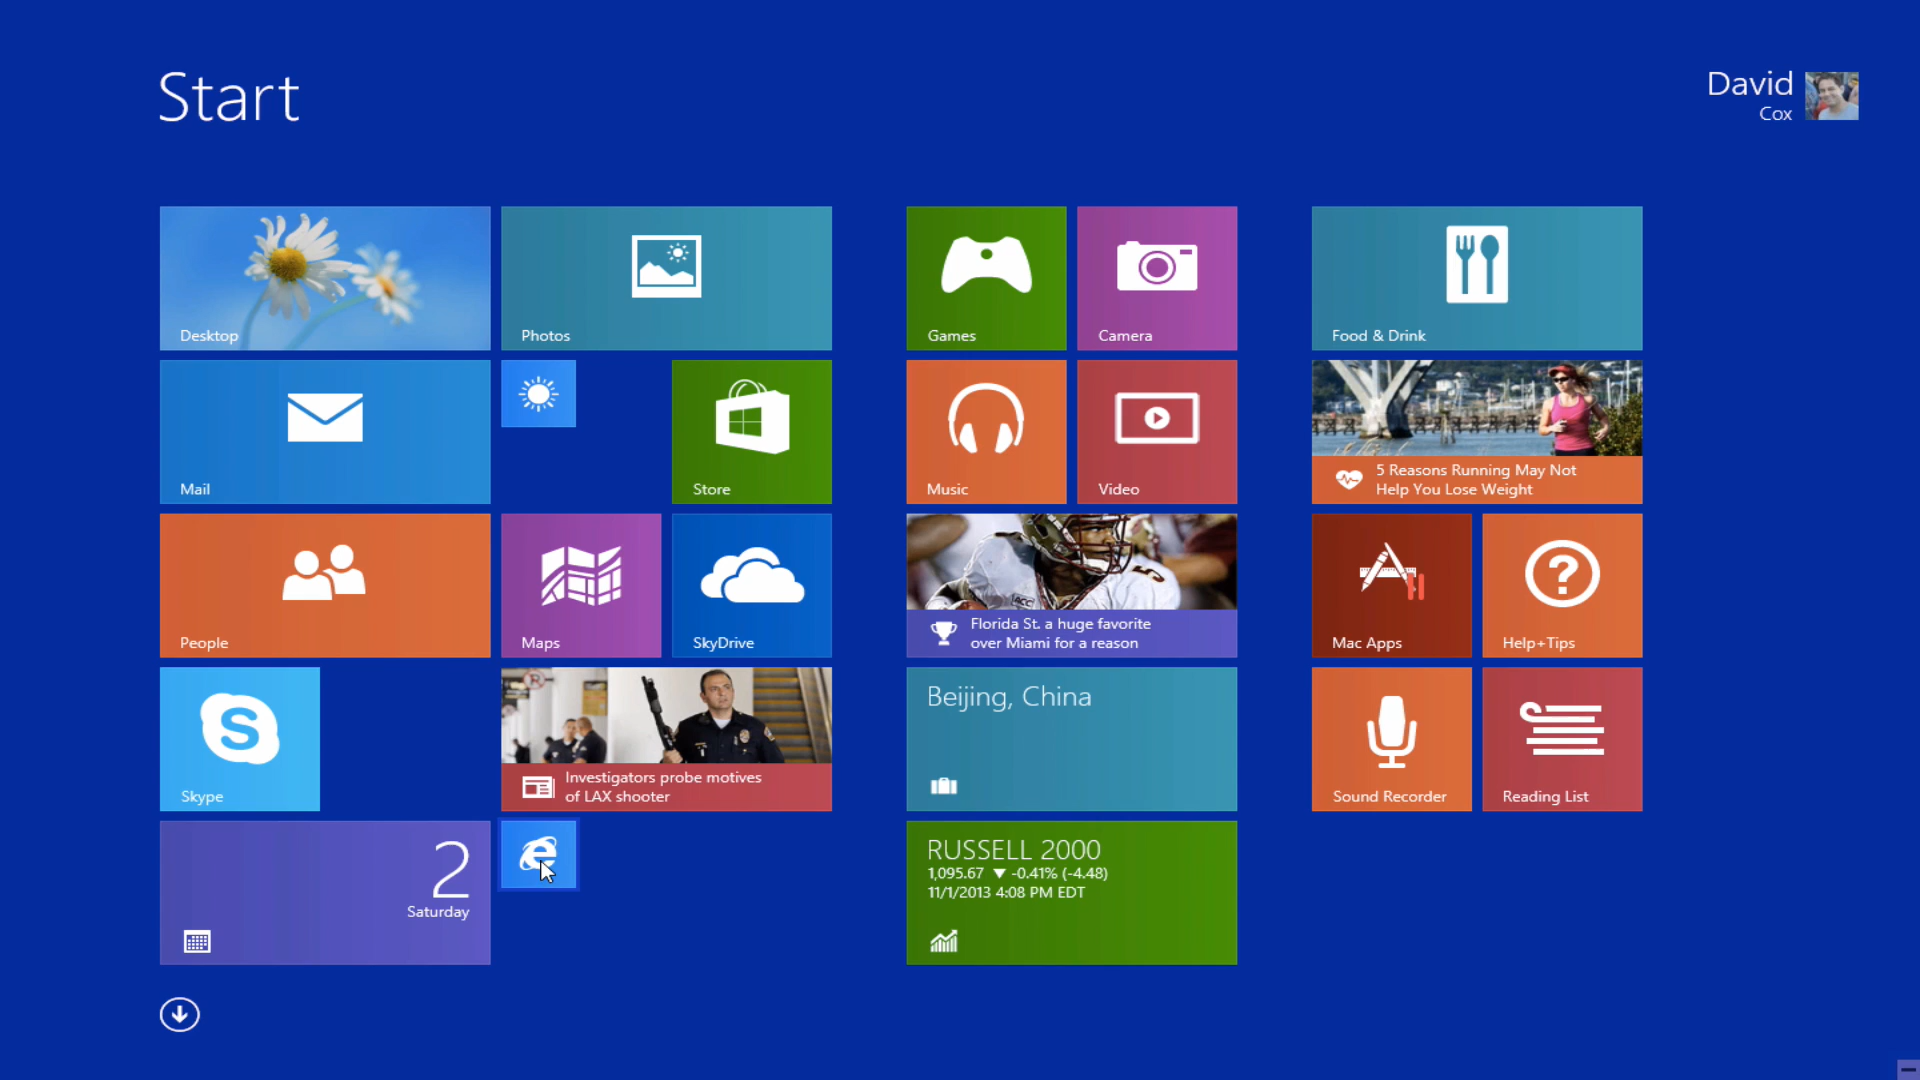 Start
David
Cox
Desktop
Photos
Mail
Store
People
Maps
SkyDrive
S
Skype
Investigators probe motives
of LAX shooter
2
Saturday
Games
Camera
Music
Video
5
ACC
Florida St. a huge favorite
over Miami for a reason
Beijing, China
RUSSELL 2000
1,095.67 ▼ -0.41% (-4.48)
11/1/2013 4:08 PM EDT
Food & Drink
5 Reasons Running May Not
Help You Lose Weight
Mac Apps
?
Help+Tips
Sound Recorder
Reading List